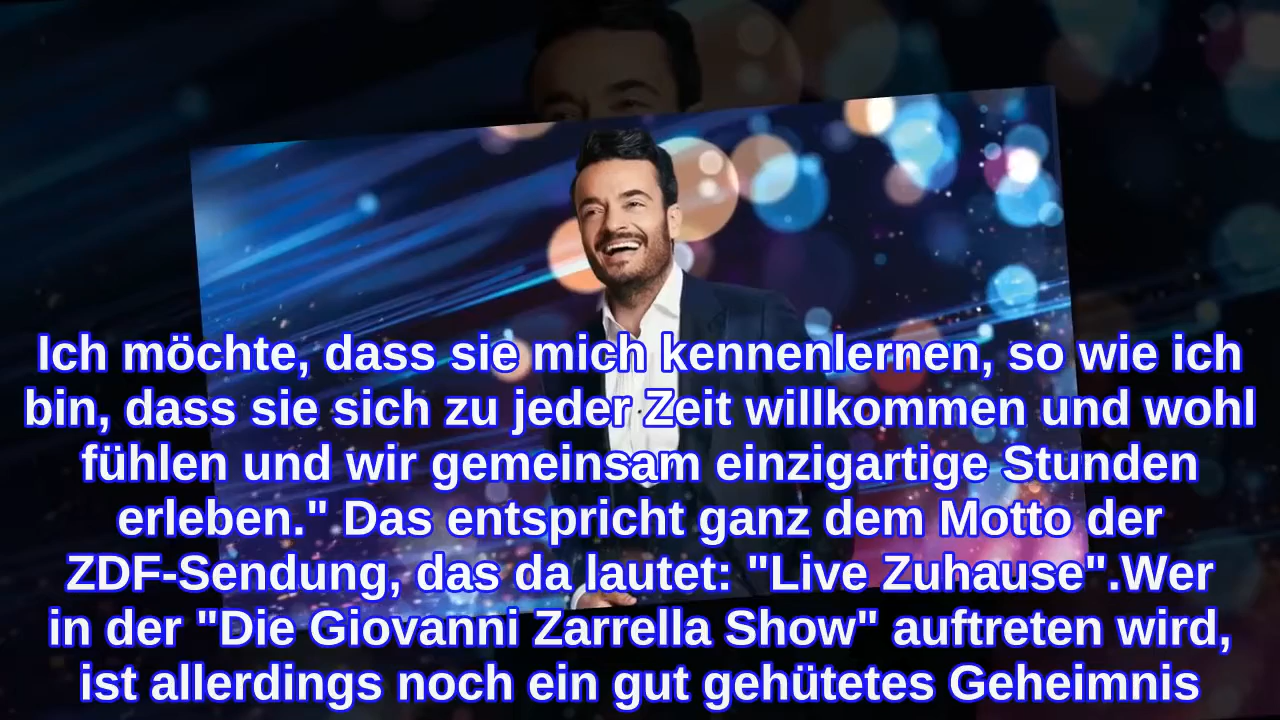 Ich möchte, dass sie mich kennenlernen, so wie ich
bin, dass sie sich zu jeder Zeit willkommen und wohl
fühlen und wir gemeinsam einzigartige Stunden
erleben." Das entspricht ganz dem Motto der
ZDF-Sendung, das da lautet: "Live Zuhause".Wer
in der "Die Giovanni Zarrella Show" auftreten wird,
ist allerdings noch ein gut gehütetes Geheimnis